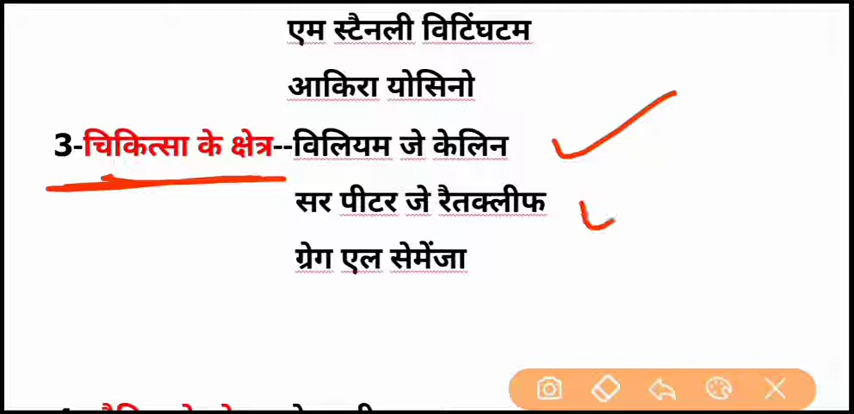 एम स्टैनली विटिंघटम
आकिरा योसिनो
3-चिकित्सा के क्षेत्र--विलियम जे केलिन
सर पीटर जे रैतक्लीफ
ग्रेग एल सेमेंजा